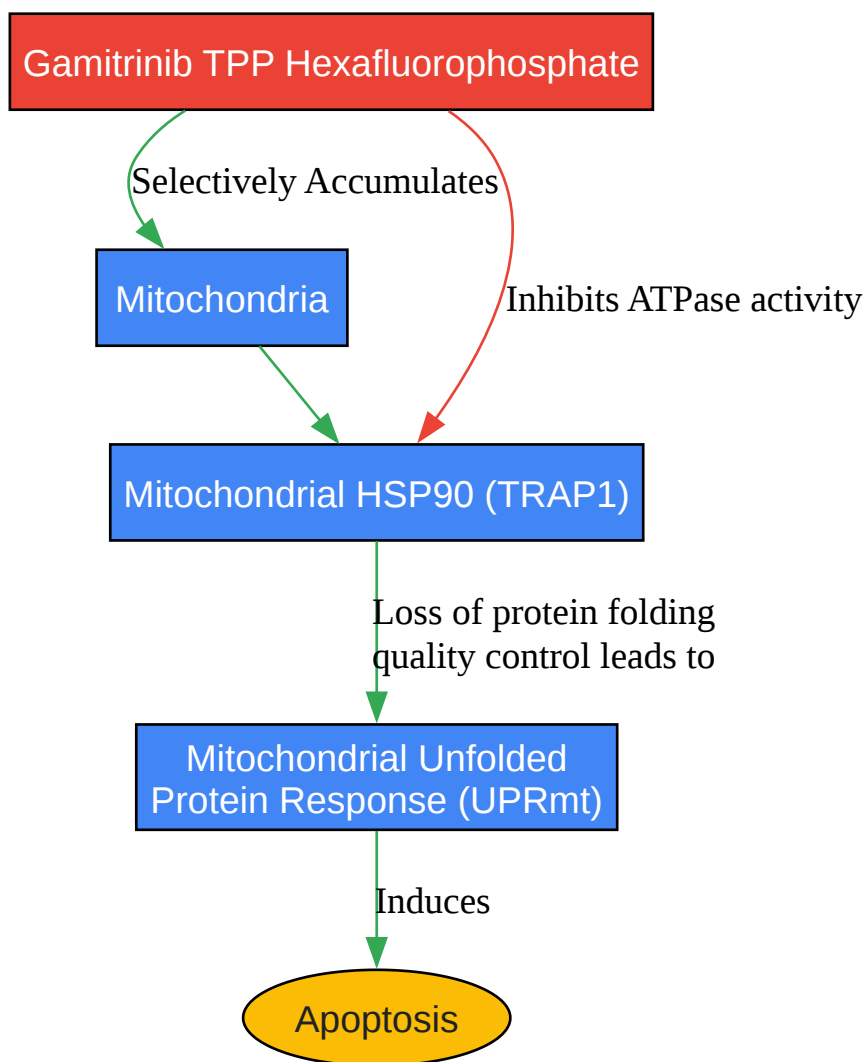 Gamitrinib TPP Hexafluorophosphate
Selectively Accumulates
Mitochondria
Inhibits ATPase activity
Mitochondrial HSP90 (TRAP1)
Loss of protein folding
quality control leads to
Mitochondrial Unfolded
Protein Response (UPRmt)
Induces
Apoptosis